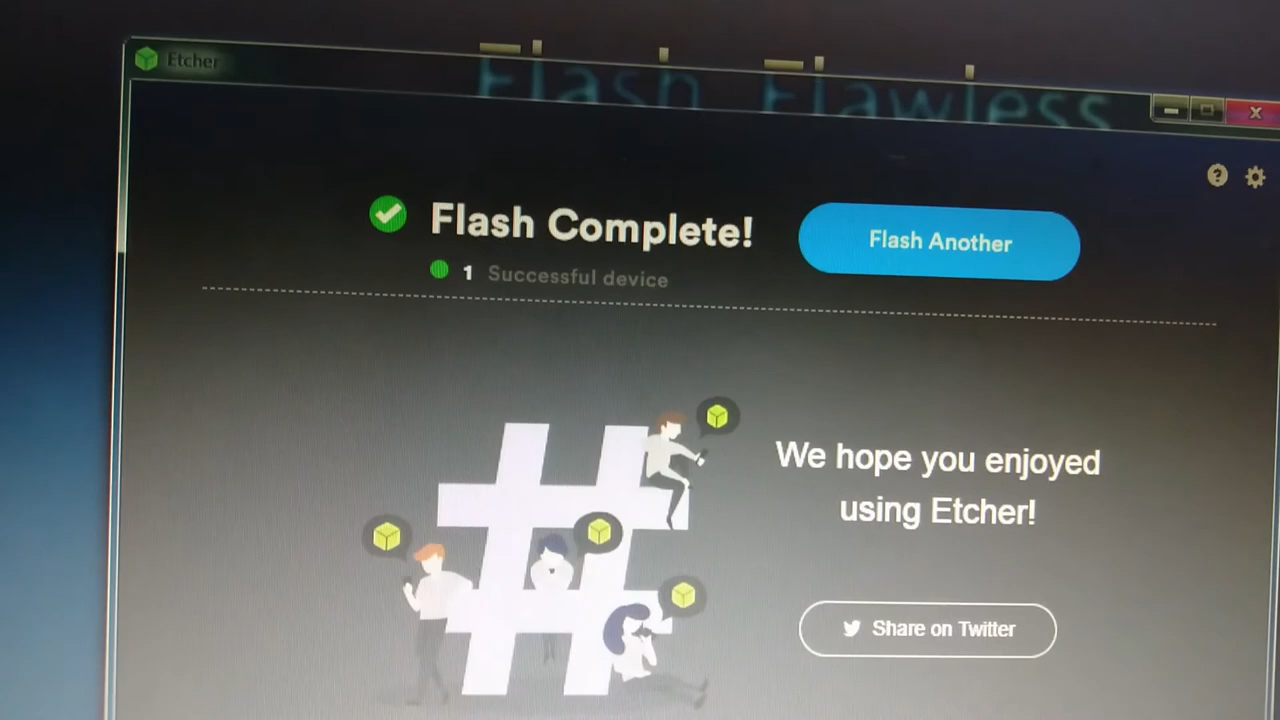 Etcher
Flash Flawless
Flash Complete!
Flash Another
1 Successful device
We hope you enjoyed
using Etcher!
Share on Twitter